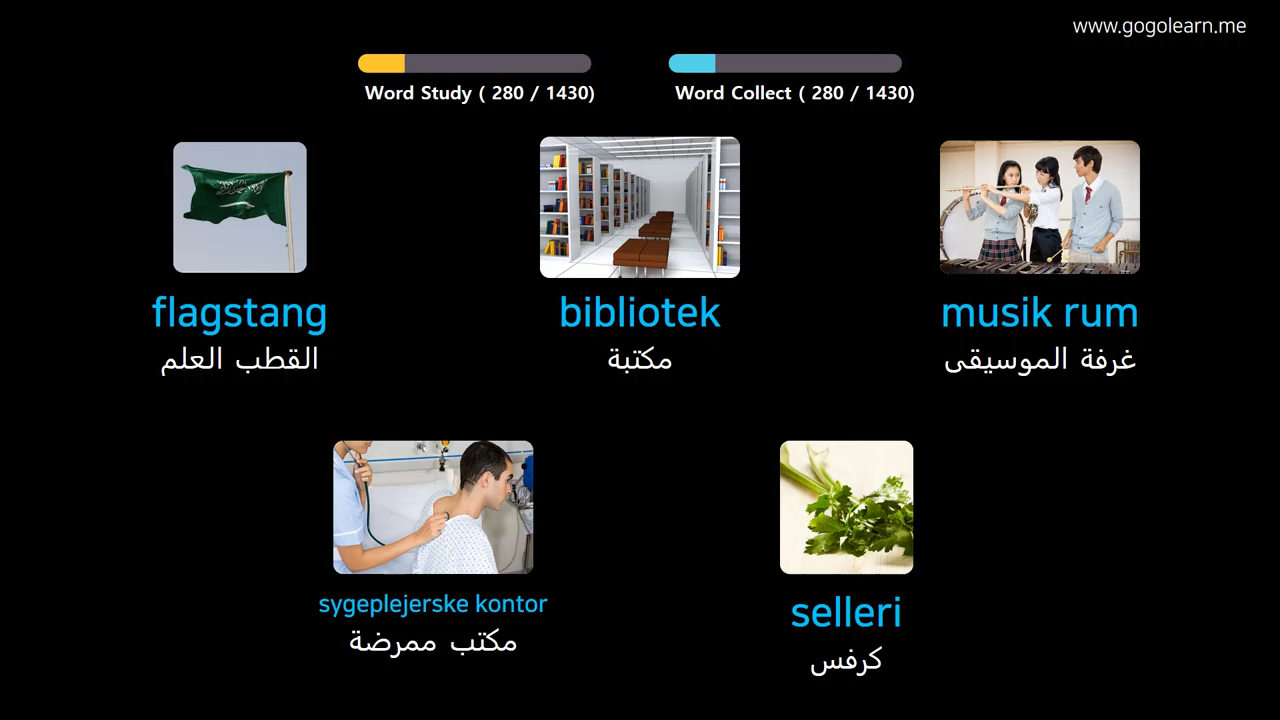 www.gogolearn.me
Word Study ( 280 / 1430)
Word Collect ( 280 / 1430)
flagstang
القطب العلم
bibliotek
مكتبة
musik rum
غرفة الموسيقى
sygeplejerske kontor
مكتب ممرضة
selleri
كرفس